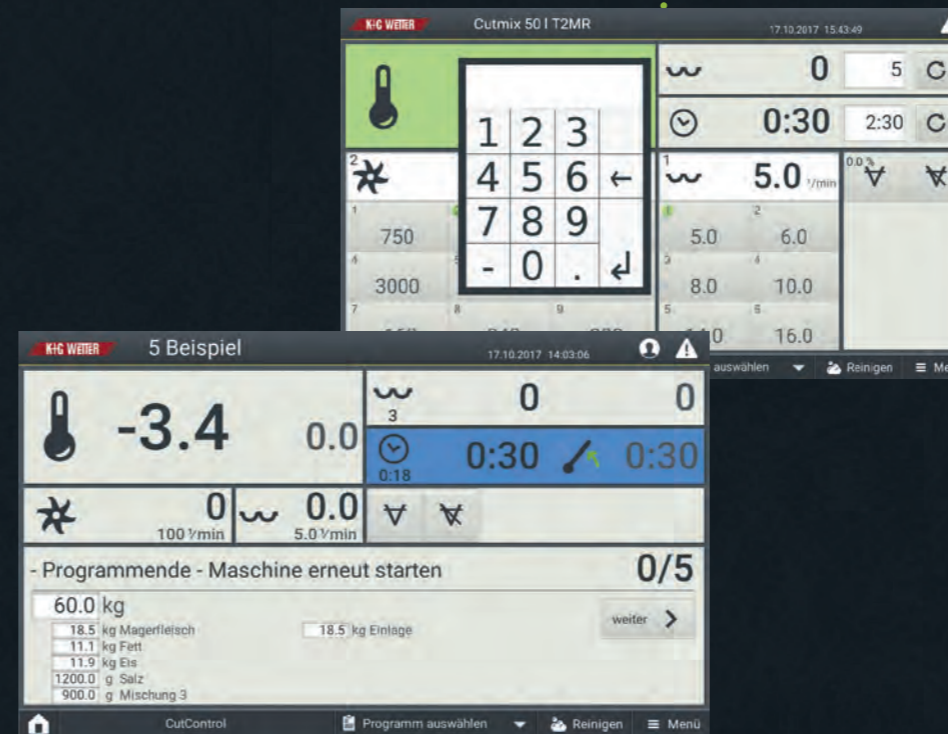 K+G WETTER Cutmix 50 l T2MR 17.10.2017 15:43:49
0 5
0:30 2:30
1 2 3
4 5 6
7 8 9
- 0 .
2
1 5.0 1/min 0.0 %
1 750
4 3000
7 8 9
1 5.0 2 6.0
3 8.0 4 10.0
5 6 16.0
auswählen Reinigen
K+G WETTER 5 Beispiel 17.10.2017 14:03:06
-3.4 0.0
3 0 0
0:18 0:30 0:30
0 100 1/min 0.0 5.0 1/min
- Programmende - Maschine erneut starten 0/5
60.0 kg
weiter
18.5 kg Magerfleisch 18.5 kg Einlage
11.1 kg Fett
11.9 kg Eis
1200.0 g Salz
900.0 g Mischung 3
CutControl Programm auswählen Reinigen Menü